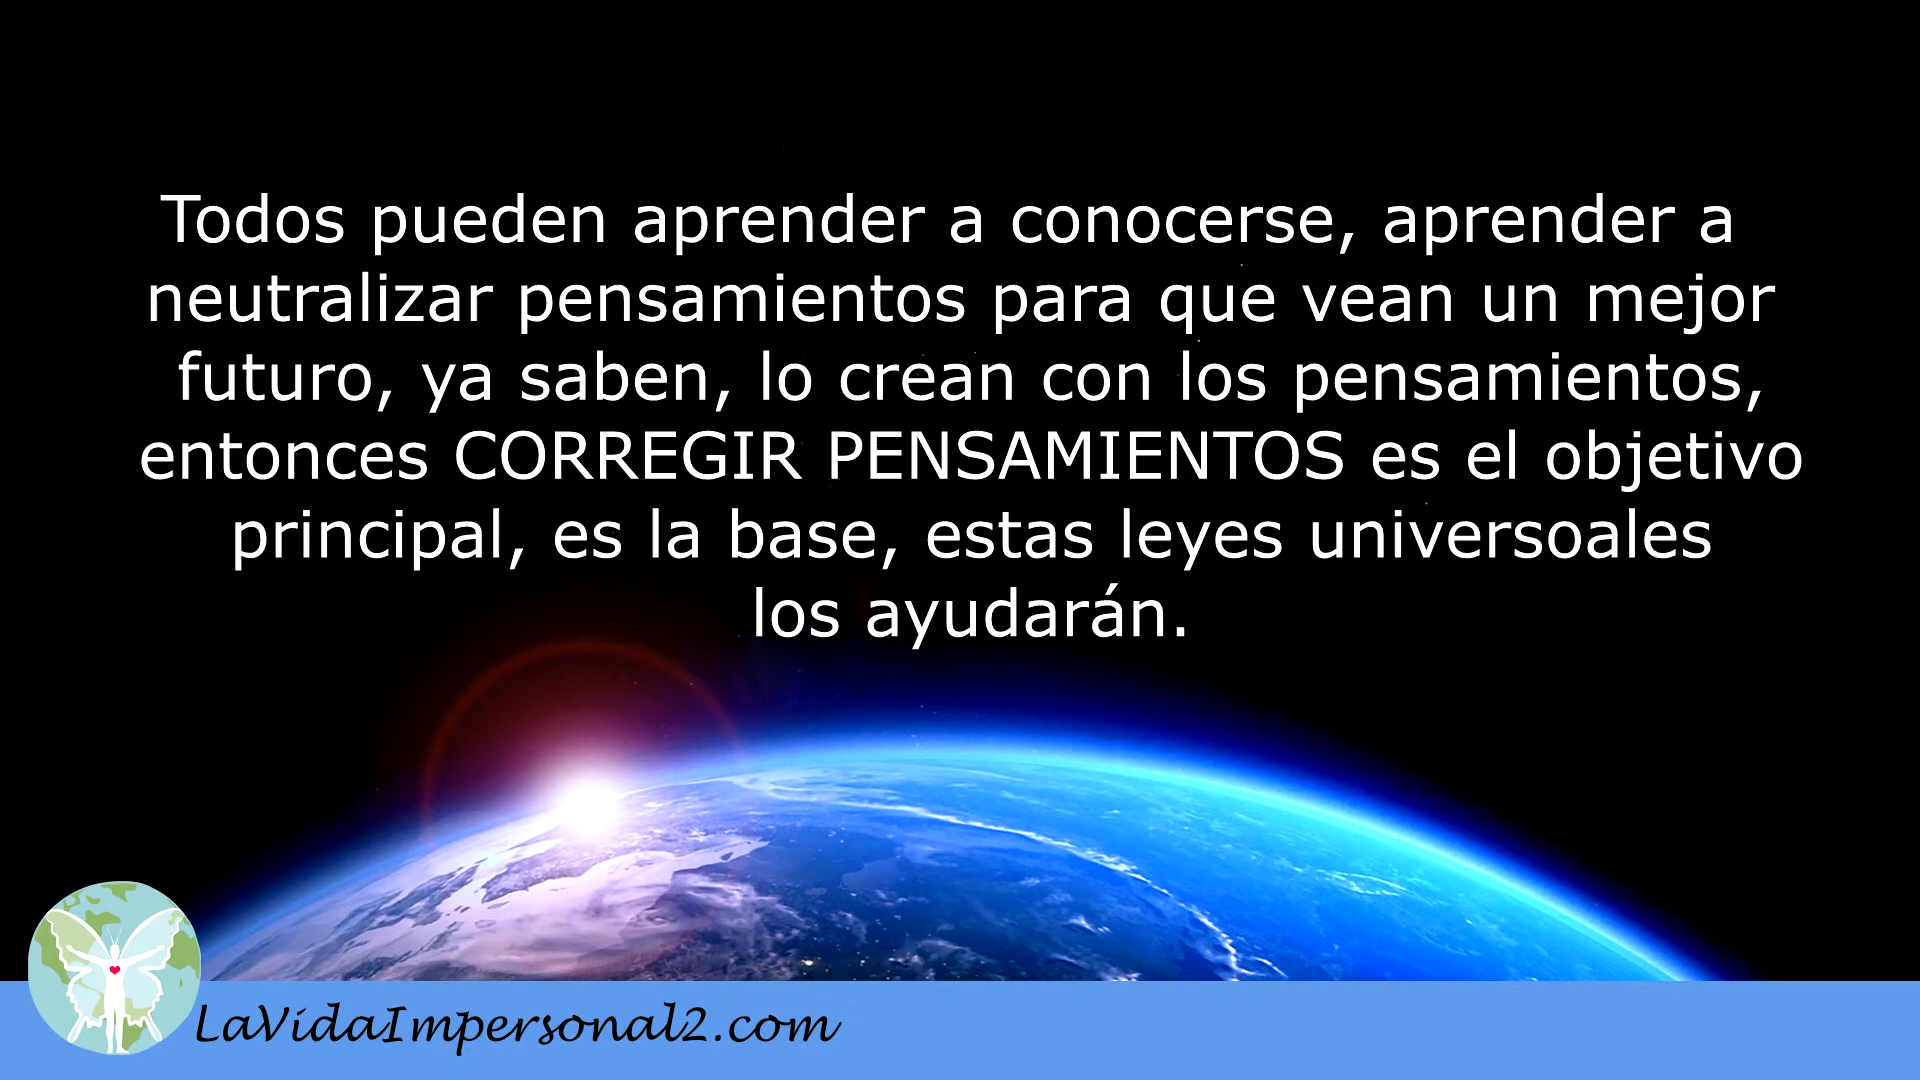 Todos pueden aprender a conocerse, aprender a
neutralizar pensamientos para que vean un mejor
futuro, ya saben, lo crean con los pensamientos,
entonces CORREGIR PENSAMIENTOS es el objetivo
principal, es la base, estas leyes universoales
los ayudarán.
LaVidaImpersonal2.com